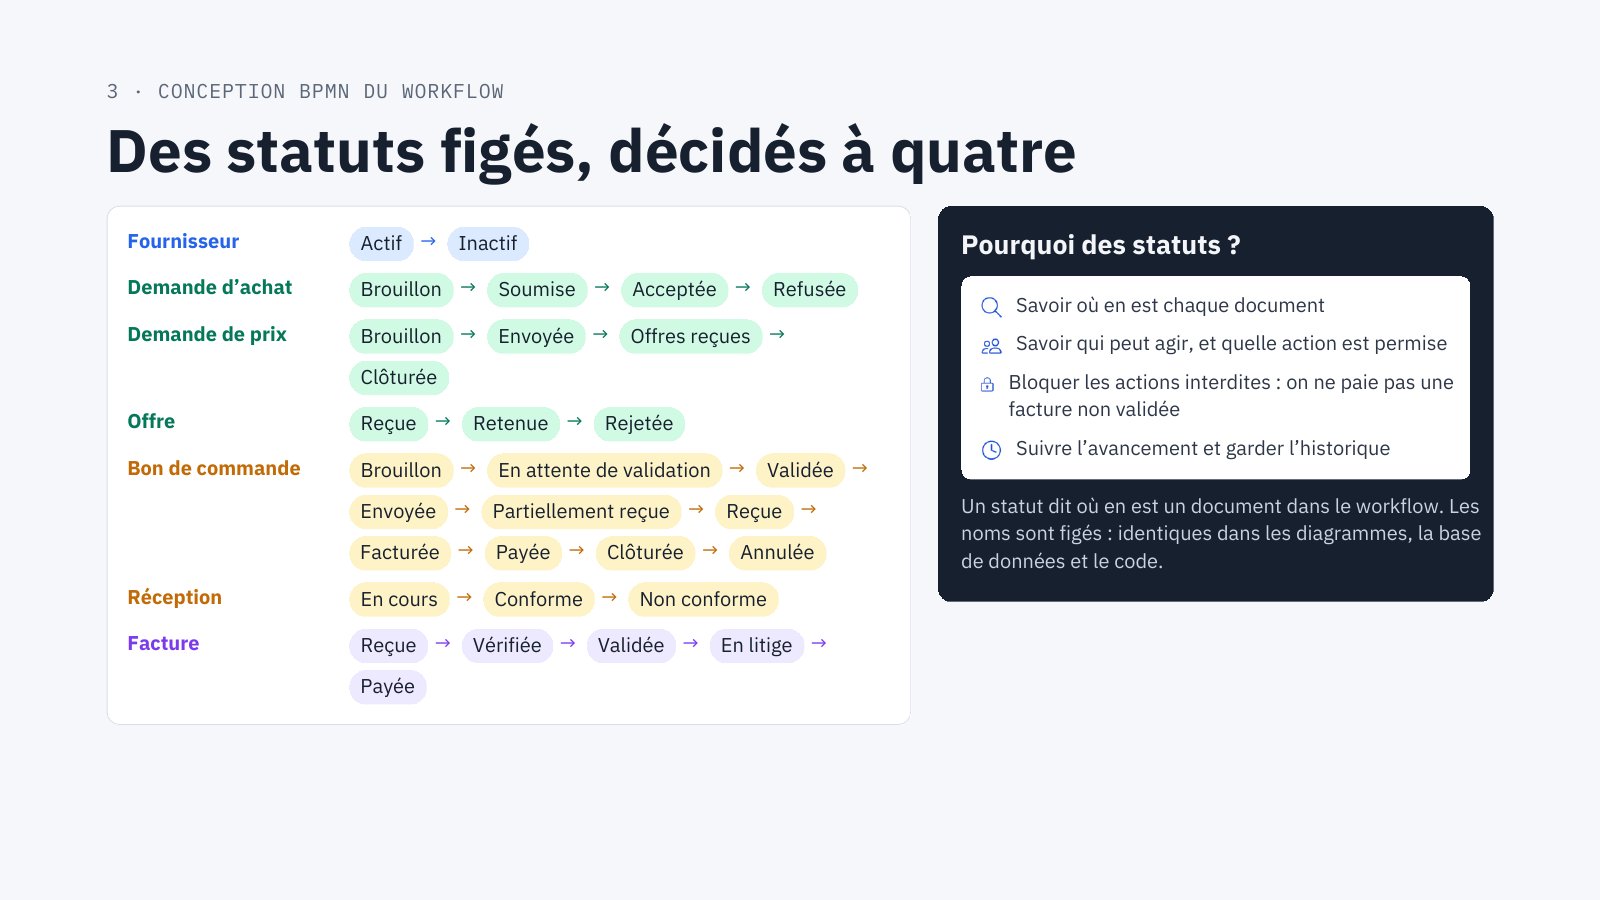 3 · CONCEPTION BPMN DU WORKFLOW
Des statuts figés, décidés à quatre
Fournisseur Actif → Inactif
Demande d’achat Brouillon → Soumise → Acceptée → Refusée
Demande de prix Brouillon → Envoyée → Offres reçues →
Clôturée
Offre Reçue → Retenue → Rejetée
Bon de commande Brouillon → En attente de validation → Validée →
Envoyée → Partiellement reçue → Reçue →
Facturée → Payée → Clôturée → Annulée
Réception En cours → Conforme → Non conforme
Facture Reçue → Vérifiée → Validée → En litige →
Payée
Pourquoi des statuts ?
Savoir où en est chaque document
Savoir qui peut agir, et quelle action est permise
Bloquer les actions interdites : on ne paie pas une
facture non validée
Suivre l’avancement et garder l’historique
Un statut dit où en est un document dans le workflow. Les
noms sont figés : identiques dans les diagrammes, la base
de données et le code.